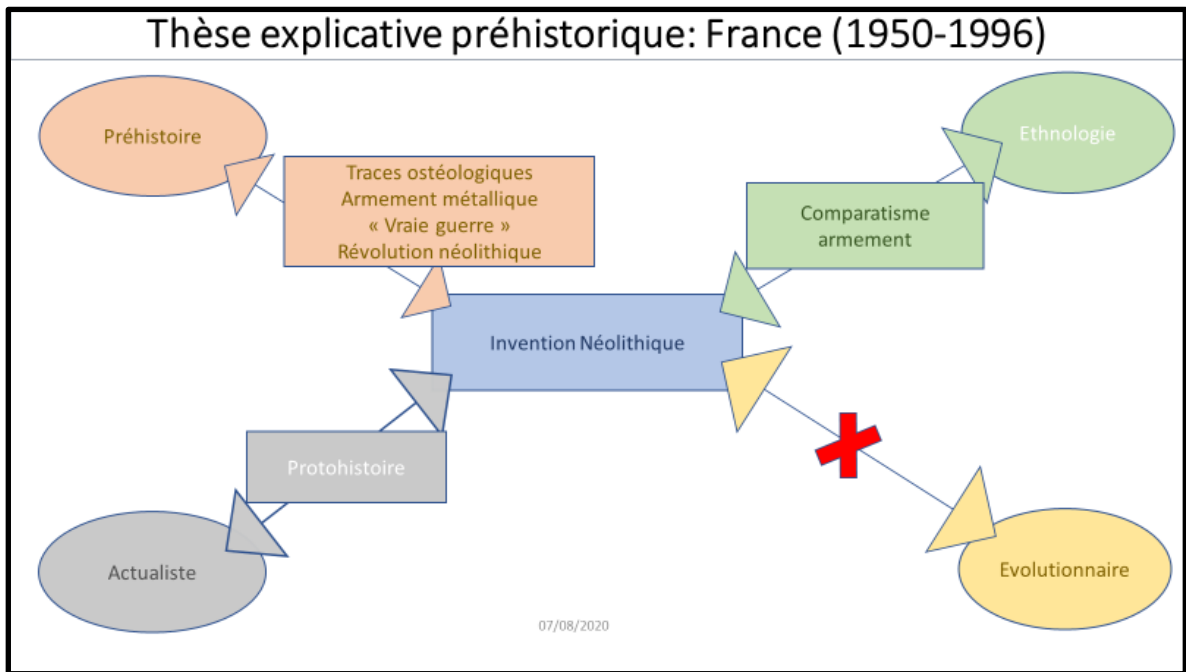 Thèse explicative préhistorique: France (1950-1996)
Préhistoire
Traces ostéologiques
Armement métallique
« Vraie guerre »
Révolution néolithique
Ethnologie
Comparatisme
armement
Invention Néolithique
Protohistoire
Actualiste
Evolutionnaire
07/08/2020